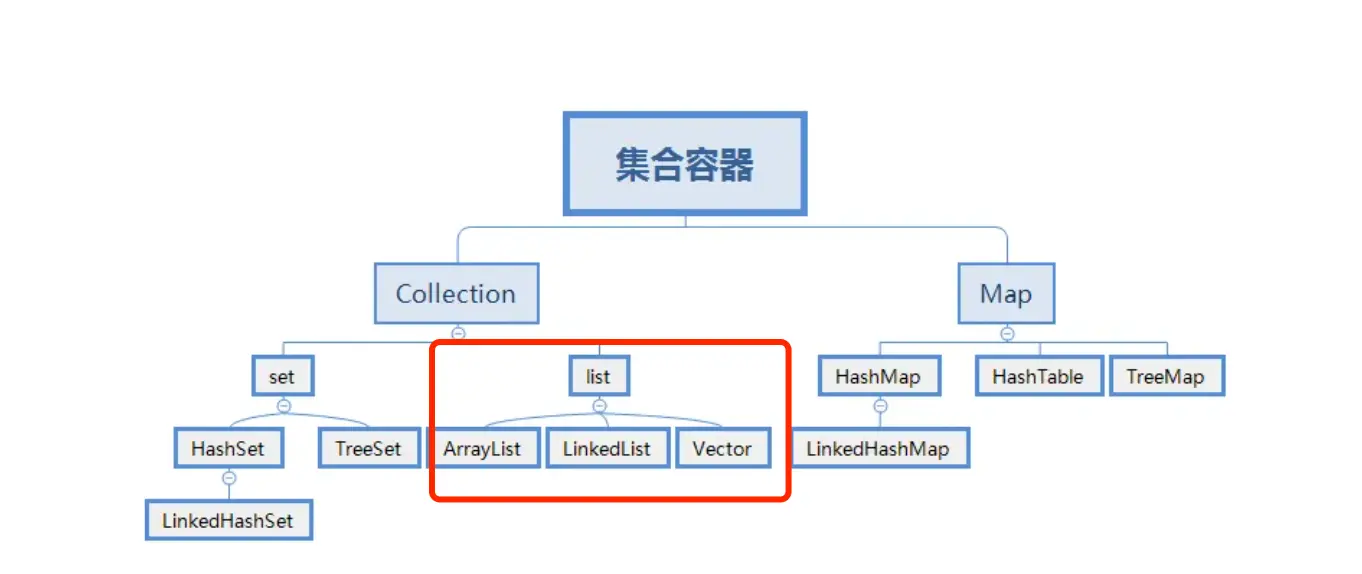 集合容器
Collection
Map
set
list
HashMap
HashTable
TreeMap
HashSet
TreeSet
ArrayList
LinkedList
Vector
LinkedHashMap
LinkedHashSet